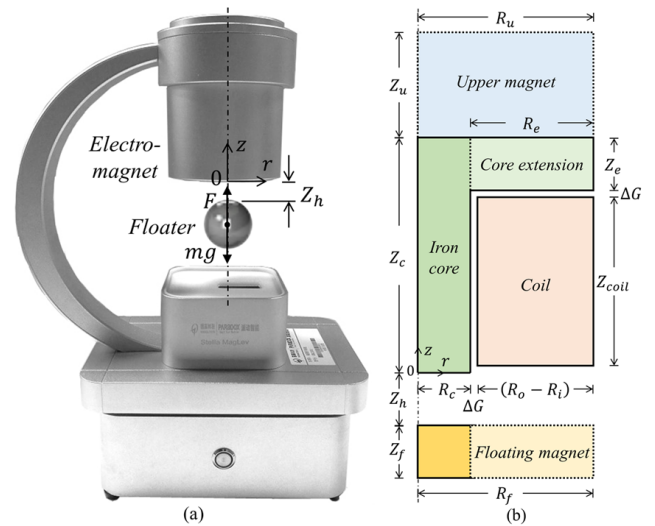 Electro-
magnet
z
r
0
Z_h
F
Floater
mg
(a)
R_u
Z_u
Upper magnet
R_e
Core extension
Z_e
ΔG
Iron
core
Z_c
Coil
Z_coil
z
r
0
R_c
ΔG
(R_o − R_i)
Z_h
Z_f
Floating magnet
R_f
(b)